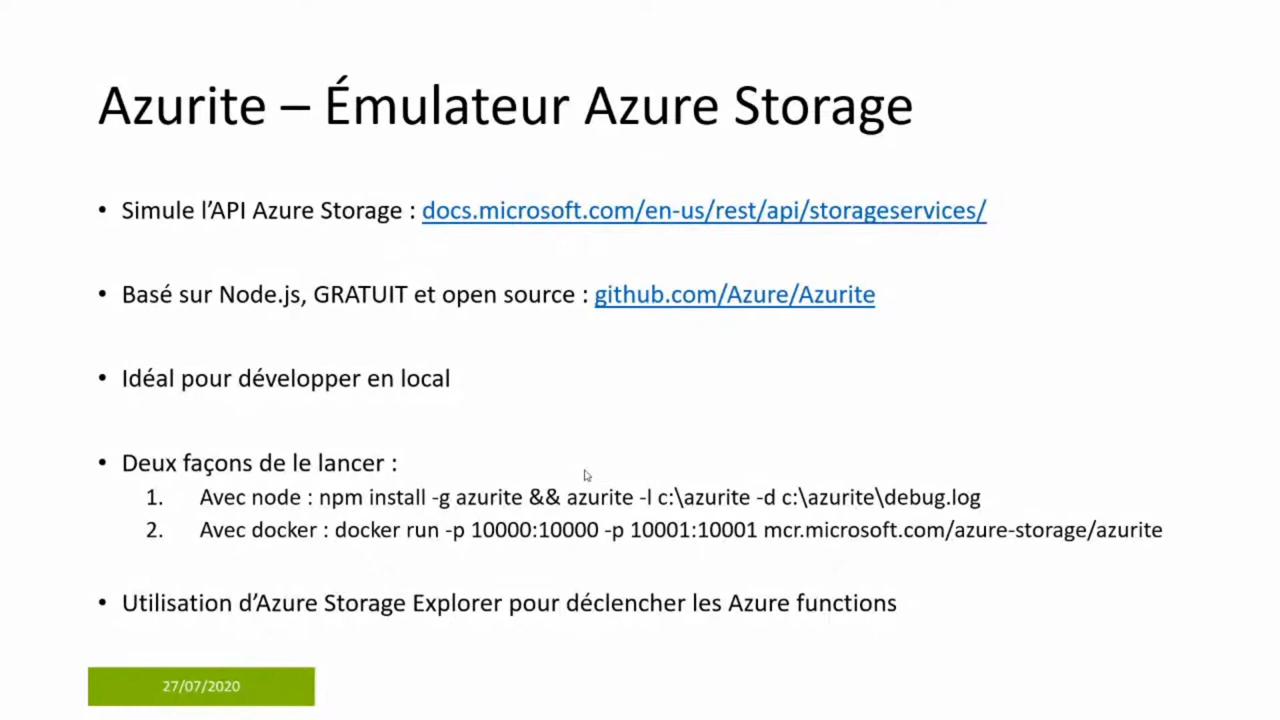 Azurite – Émulateur Azure Storage
• Simule l’API Azure Storage : docs.microsoft.com/en-us/rest/api/storageservices/
• Basé sur Node.js, GRATUIT et open source : github.com/Azure/Azurite
• Idéal pour développer en local
• Deux façons de le lancer :
1. Avec node : npm install -g azurite && azurite -l c:\azurite -d c:\azurite\debug.log
2. Avec docker : docker run -p 10000:10000 -p 10001:10001 mcr.microsoft.com/azure-storage/azurite
• Utilisation d’Azure Storage Explorer pour déclencher les Azure functions
27/07/2020